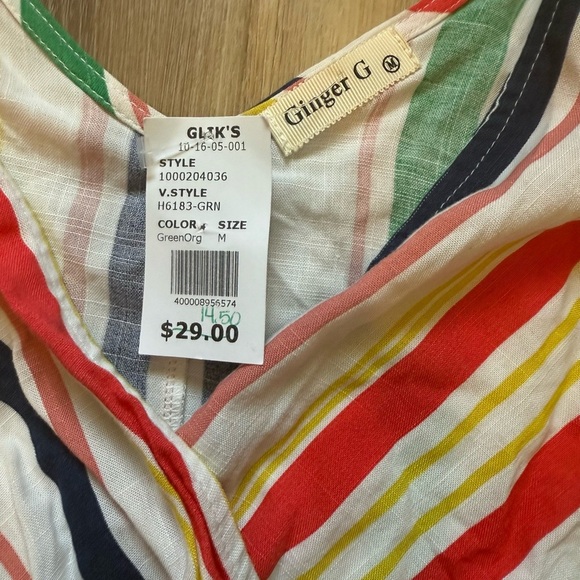 Ginger G M
GLIK'S
10-16-05-001
STYLE
1000204036
V.STYLE
H6183-GRN
COLOR SIZE
GreenOrg M
400008956574
14.50
$29.00